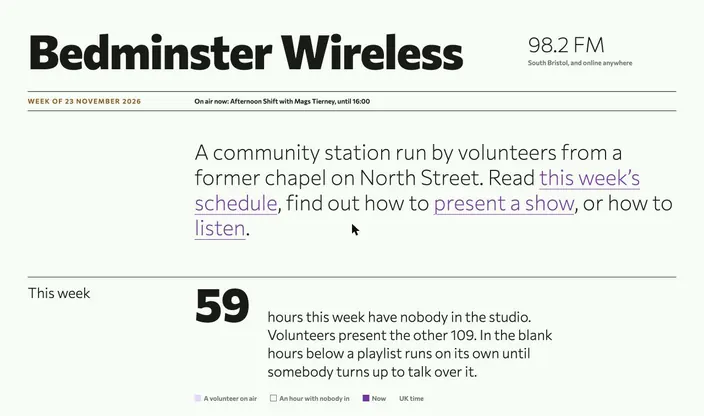 Bedminster Wireless
98.2 FM
South Bristol, and online anywhere
WEEK OF 23 NOVEMBER 2026
On air now: Afternoon Shift with Mags Tierney, until 16:00
A community station run by volunteers from a
former chapel on North Street. Read this week’s
schedule, find out how to present a show, or how to
listen.
This week
59
hours this week have nobody in the studio.
Volunteers present the other 109. In the blank
hours below a playlist runs on its own until
somebody turns up to talk over it.
A volunteer on air
An hour with nobody in
Now
UK time